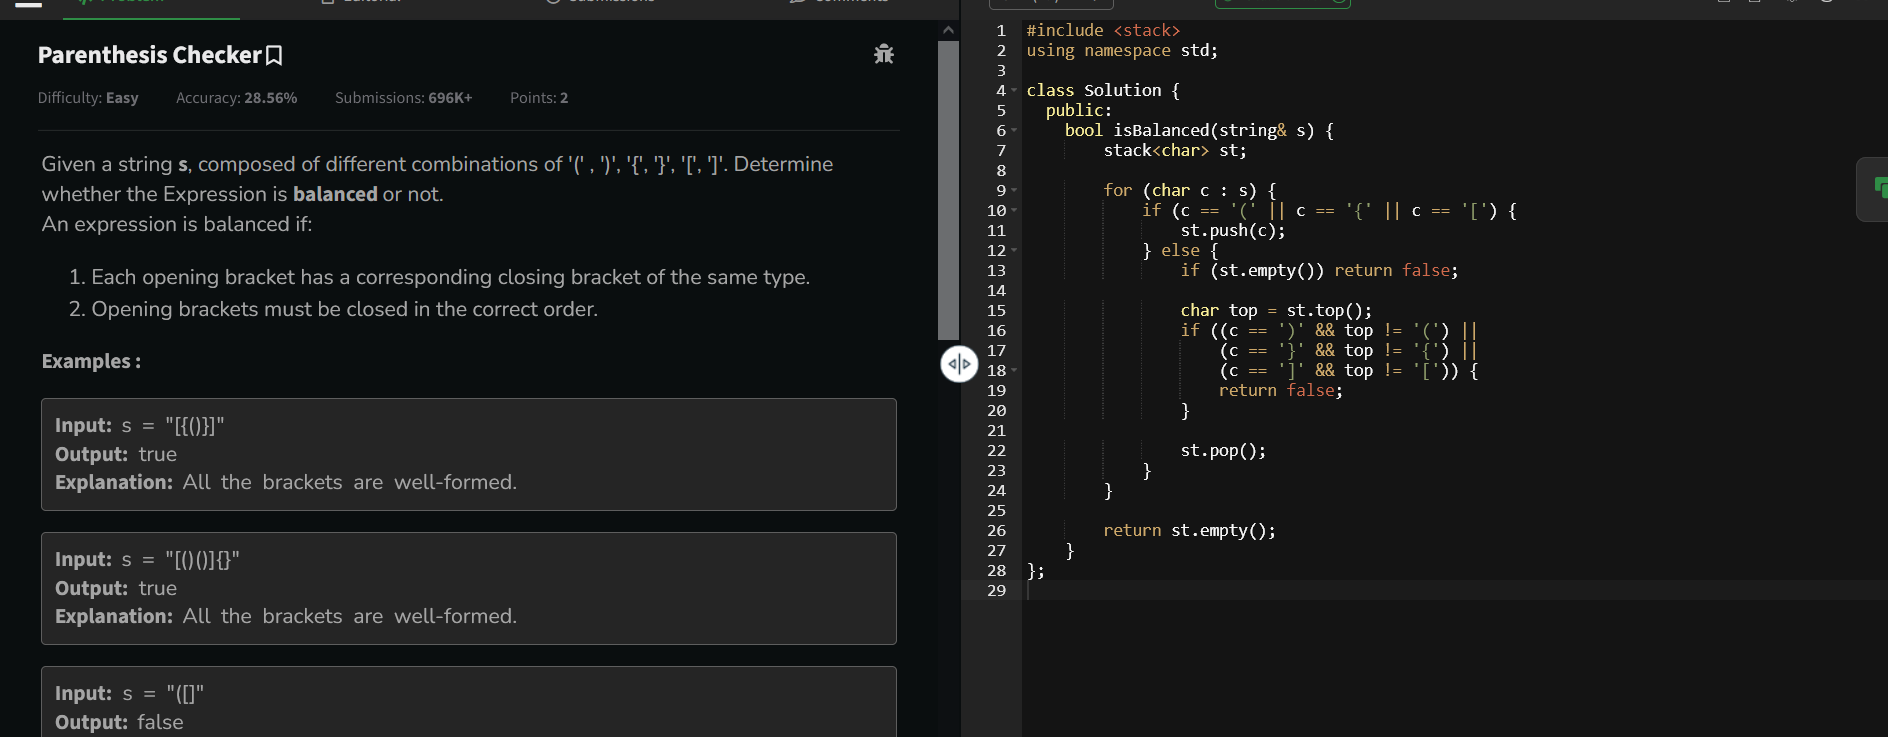 Parenthesis Checker
Difficulty: Easy Accuracy: 28.56% Submissions: 696K+ Points: 2
Given a string s, composed of different combinations of '(' , ')', '{', '}', '[', ']'. Determine
whether the Expression is balanced or not.
An expression is balanced if:
1. Each opening bracket has a corresponding closing bracket of the same type.
2. Opening brackets must be closed in the correct order.
Examples :
Input: s = "[{()}]"
Output: true
Explanation: All the brackets are well-formed.
Input: s = "[()()]{}"
Output: true
Explanation: All the brackets are well-formed.
Input: s = "([]"
Output: false
1 #include <stack>
2 using namespace std;
3
4 class Solution {
5 public:
6 bool isBalanced(string& s) {
7 stack<char> st;
8
9 for (char c : s) {
10 if (c == '(' || c == '{' || c == '[') {
11 st.push(c);
12 } else {
13 if (st.empty()) return false;
14
15 char top = st.top();
16 if ((c == ')' && top != '(') ||
17 (c == '}' && top != '{') ||
18 (c == ']' && top != '[')) {
19 return false;
20 }
21
22 st.pop();
23 }
24 }
25
26 return st.empty();
27 }
28 };
29